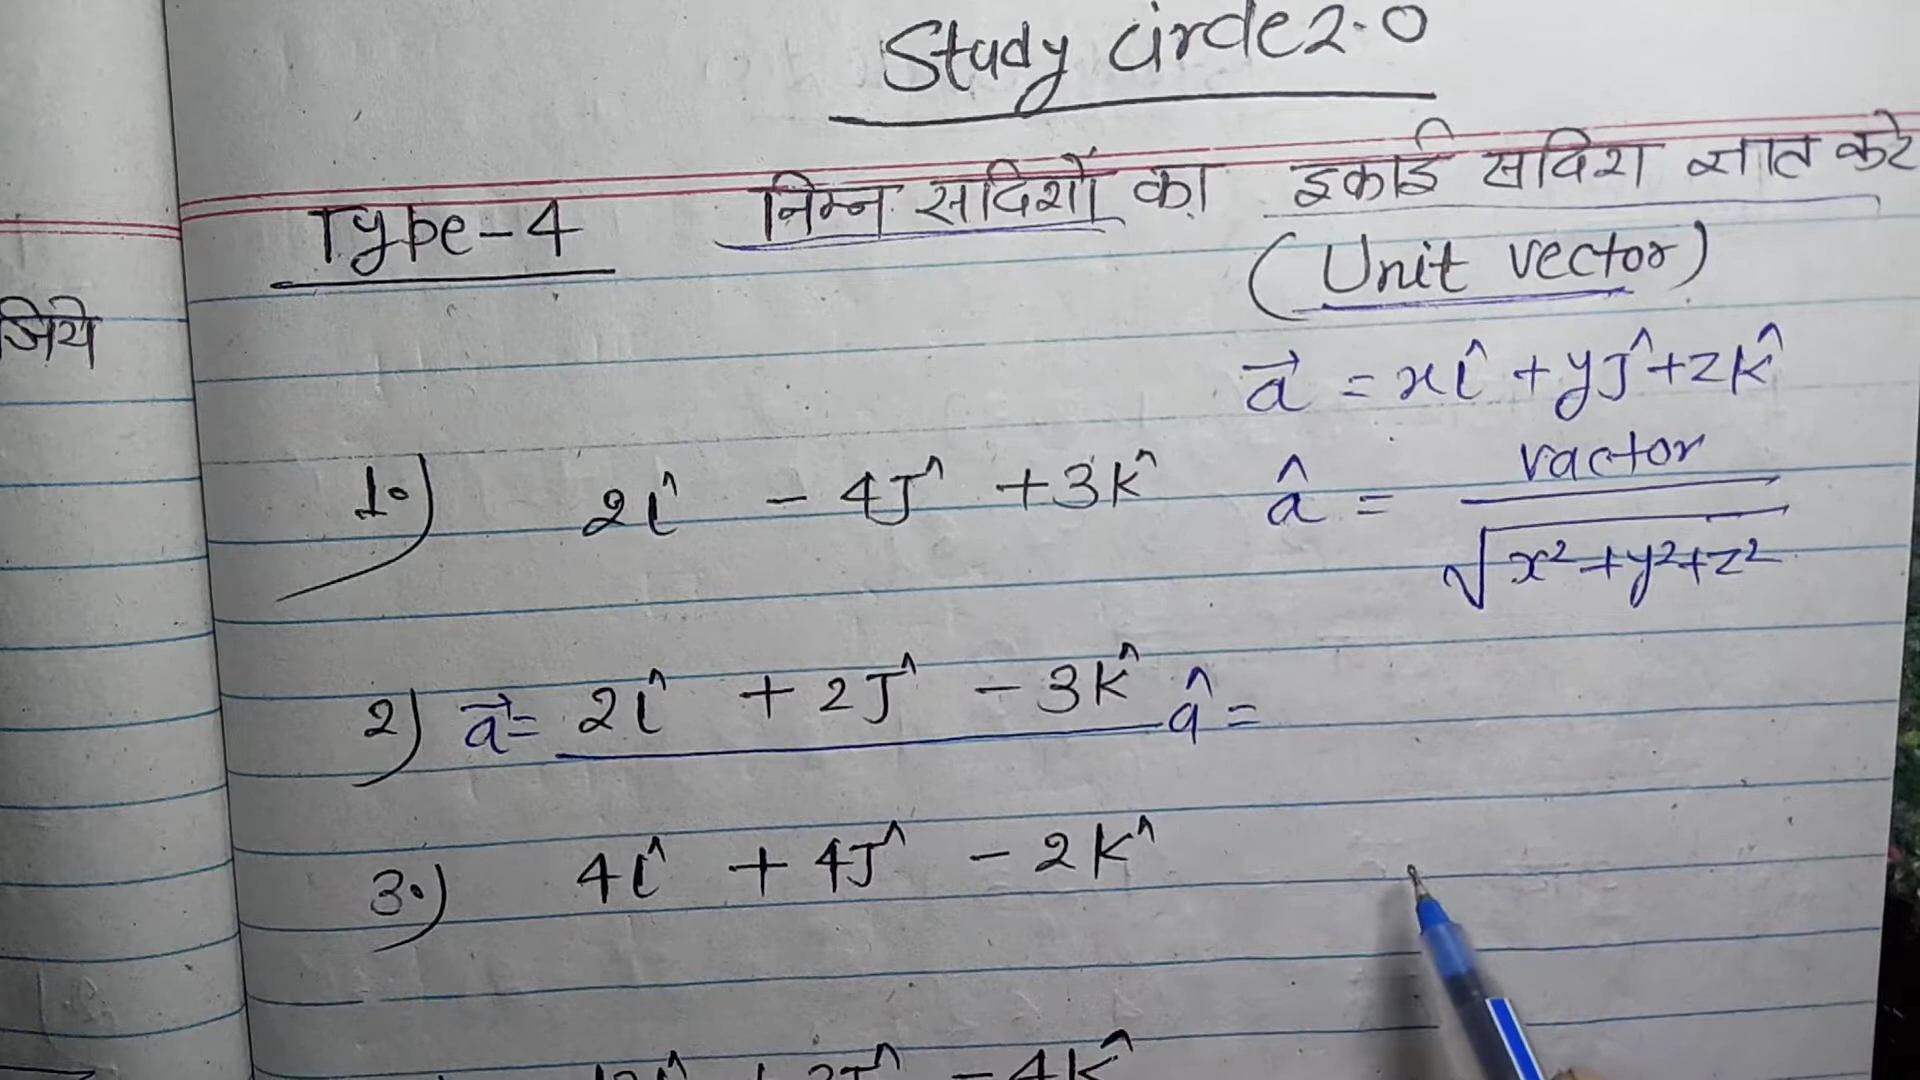 Study Circle 2.0
Type-4 निम्न सदिशों का इकाई सदिश ज्ञात करे
(Unit vector)
जिये
a⃗ = xî + yĵ + zk̂
1.) 2î - 4ĵ + 3k̂ â = vactor / √x²+y²+z²
2) a⃗ = 2î + 2ĵ - 3k̂ â =
3.) 4î + 4ĵ - 2k̂
- 4k̂